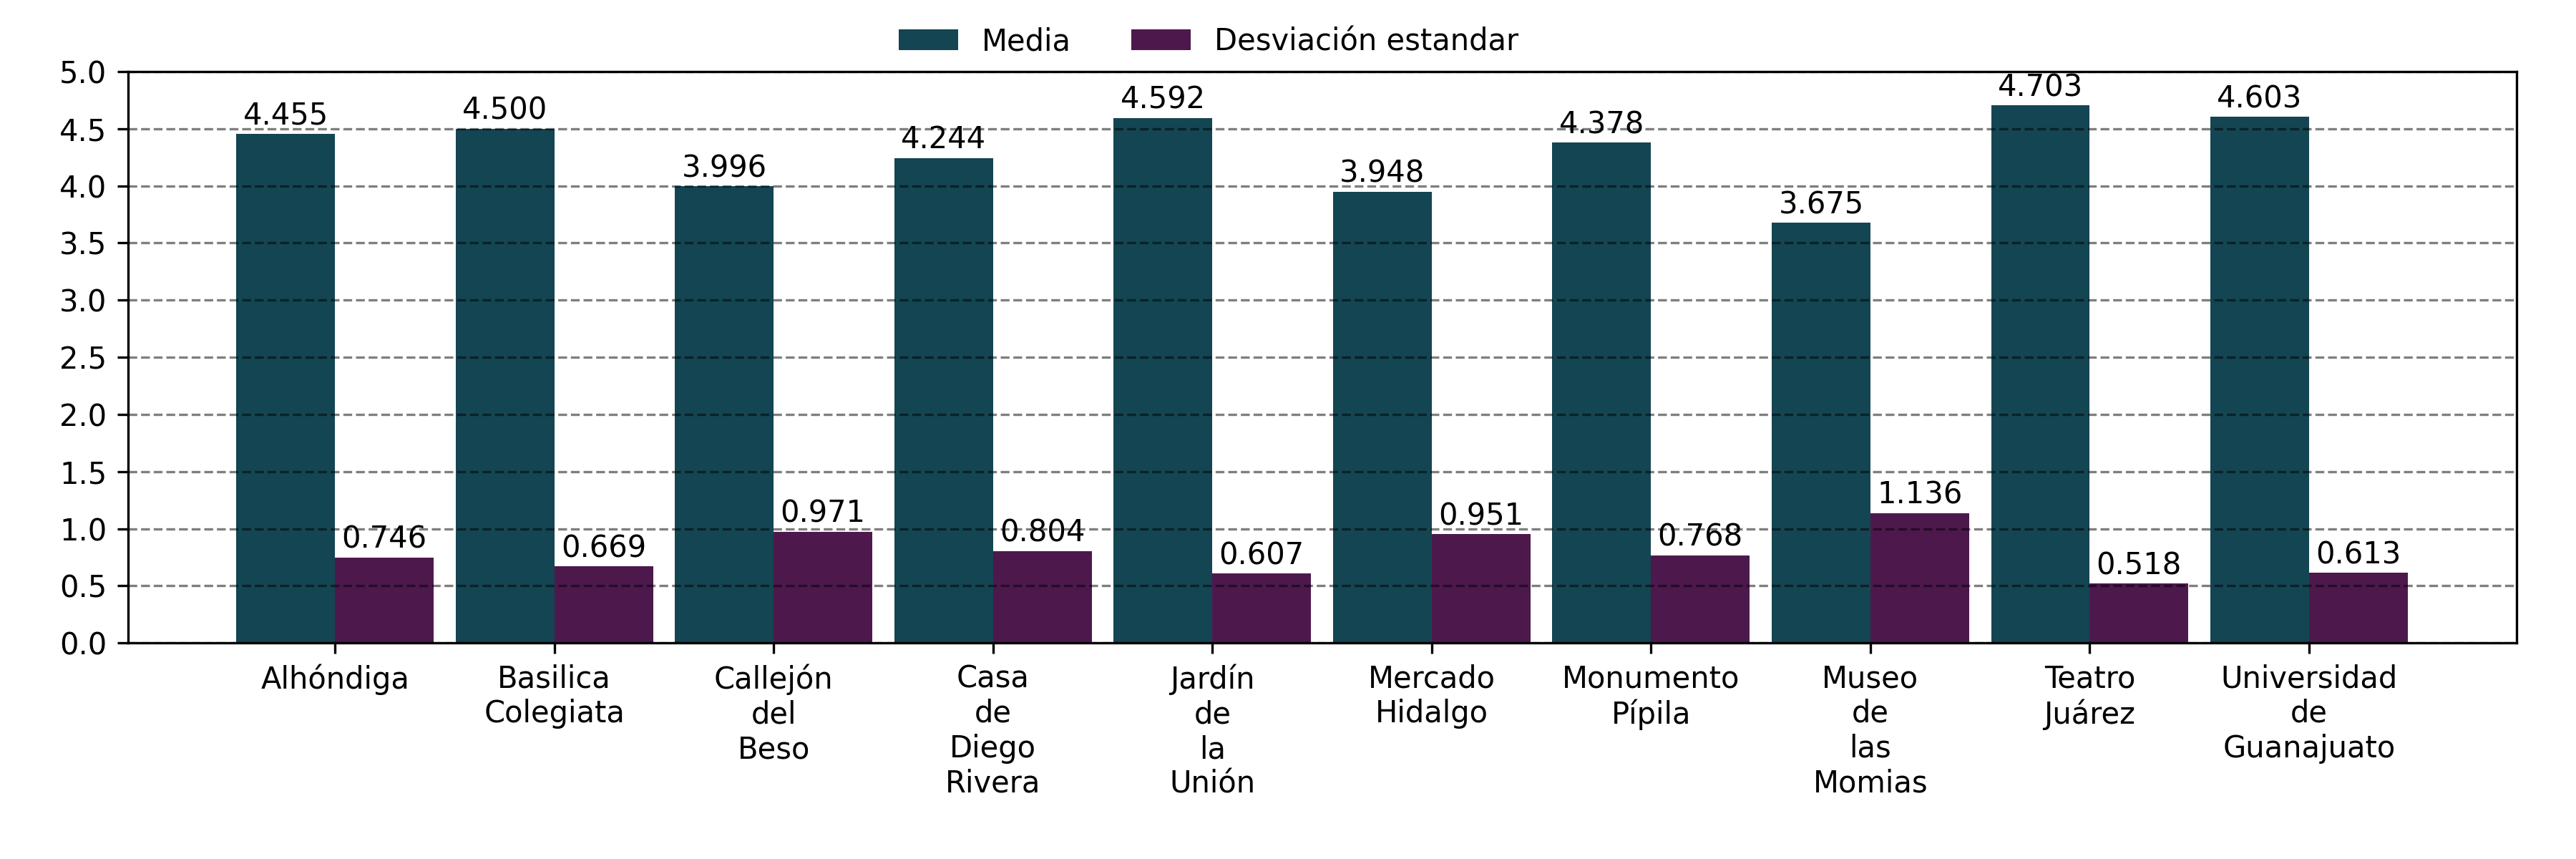 Media Desviación estandar
5.0
4.5
4.0
3.5
3.0
2.5
2.0
1.5
1.0
0.5
0.0
4.455 4.500 3.996 4.244 4.592 3.948 4.378 3.675 4.703 4.603
0.746 0.669 0.971 0.804 0.607 0.951 0.768 1.136 0.518 0.613
Alhóndiga
Basilica
Colegiata
Callejón
del
Beso
Casa
de
Diego
Rivera
Jardín
de
la
Unión
Mercado
Hidalgo
Monumento
Pípila
Museo
de
las
Momias
Teatro
Juárez
Universidad
de
Guanajuato